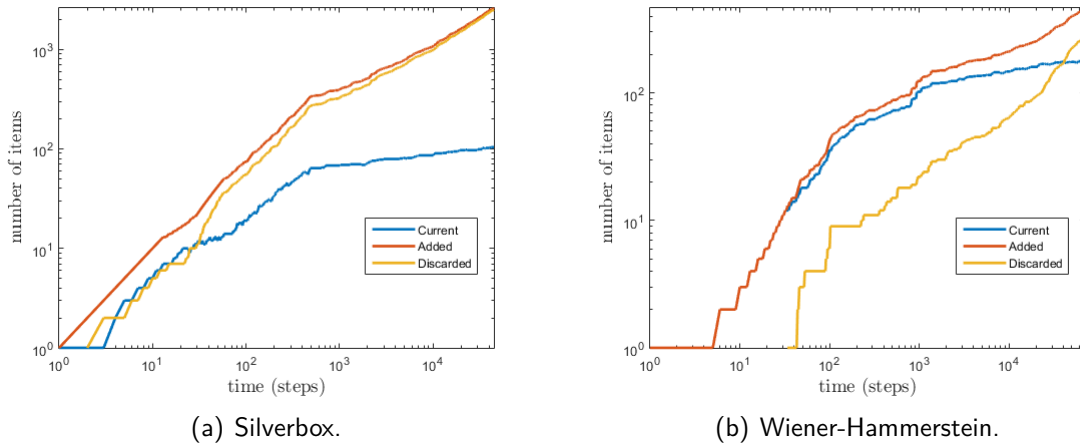 number of items
10^3
10^2
10^1
10^0
10^0 10^1 10^2 10^3 10^4
time (steps)
Current
Added
Discarded
(a) Silverbox.
number of items
10^2
10^1
10^0
10^0 10^1 10^2 10^3 10^4
time (steps)
Current
Added
Discarded
(b) Wiener-Hammerstein.